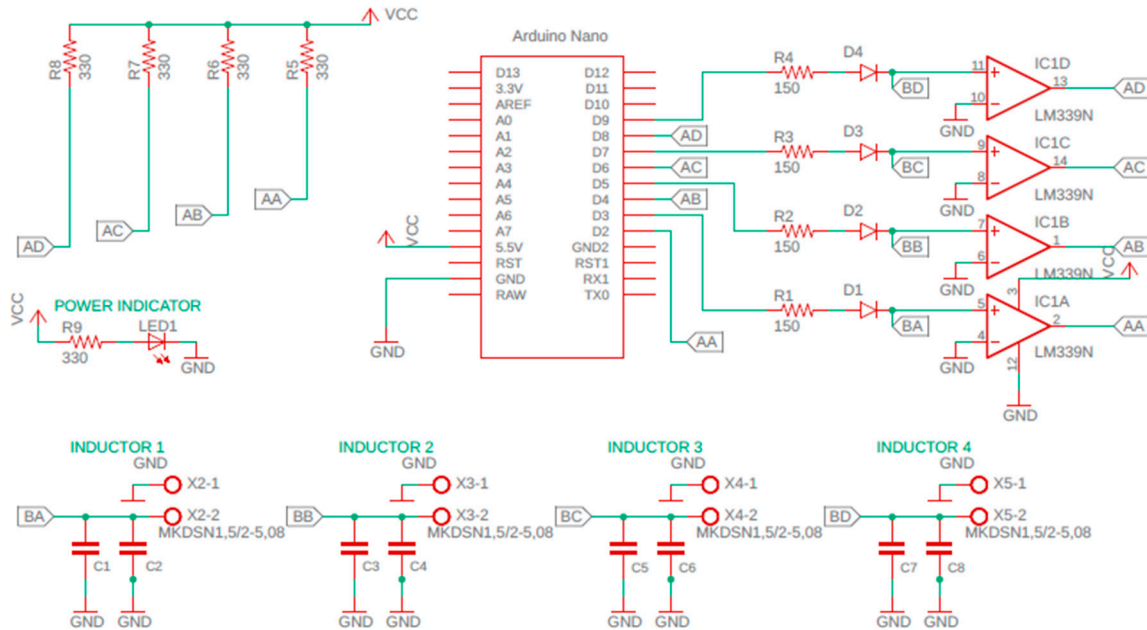 VCC
R8
330
R7
330
R6
330
R5
330
AD
AC
AB
AA
POWER INDICATOR
VCC
R9
330
LED1
GND
Arduino Nano
D13
3.3V
AREF
A0
A1
A2
A3
A4
A5
A6
A7
5.5V
RST
GND
RAW
D12
D11
D10
D9
D8
D7
D6
D5
D4
D3
D2
GND2
RST1
RX1
TX0
VCC
GND
AD
AC
AB
AA
R4
150
D4
BD
11
10
GND
IC1D
13
AD
LM339N
R3
150
D3
BC
9
8
GND
IC1C
14
AC
LM339N
R2
150
D2
BB
7
6
GND
IC1B
1
AB
LM339N
VCC
R1
150
D1
BA
5
4
GND
3
IC1A
2
AA
LM339N
12
GND
INDUCTOR 1
GND
X2-1
BA
X2-2
MKDSN1,5/2-5,08
C1
C2
GND
GND
INDUCTOR 2
GND
X3-1
BB
X3-2
MKDSN1,5/2-5,08
C3
C4
GND
GND
INDUCTOR 3
GND
X4-1
BC
X4-2
MKDSN1,5/2-5,08
C5
C6
GND
GND
INDUCTOR 4
GND
X5-1
BD
X5-2
MKDSN1,5/2-5,08
C7
C8
GND
GND